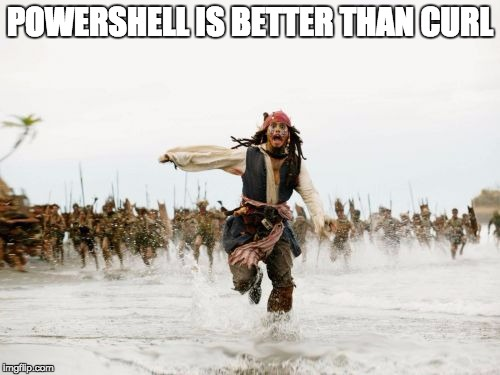 POWERSHELL IS BETTER THAN CURL
imgflip.com